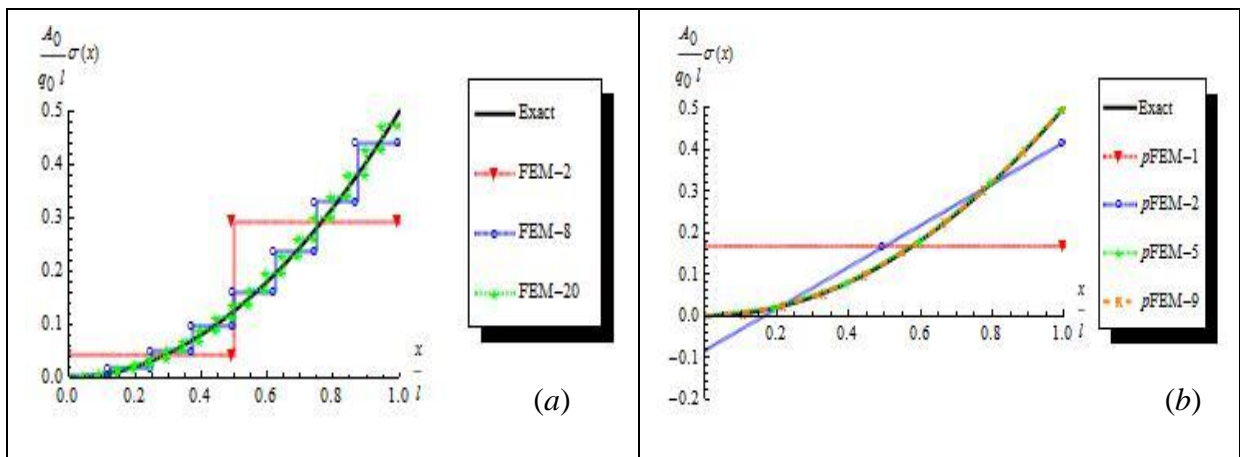 A0
σ(x)
q0 l
0.5
0.4
0.3
0.2
0.1
0.0
0.0 0.2 0.4 0.6 0.8 1.0
x
l
Exact
FEM-2
FEM-8
FEM-20
(a)
A0
σ(x)
q0 l
0.5
0.4
0.3
0.2
0.1
0.0
-0.1
-0.2
0.2 0.4 0.6 0.8 1.0
x
l
Exact
pFEM-1
pFEM-2
pFEM-5
pFEM-9
(b)